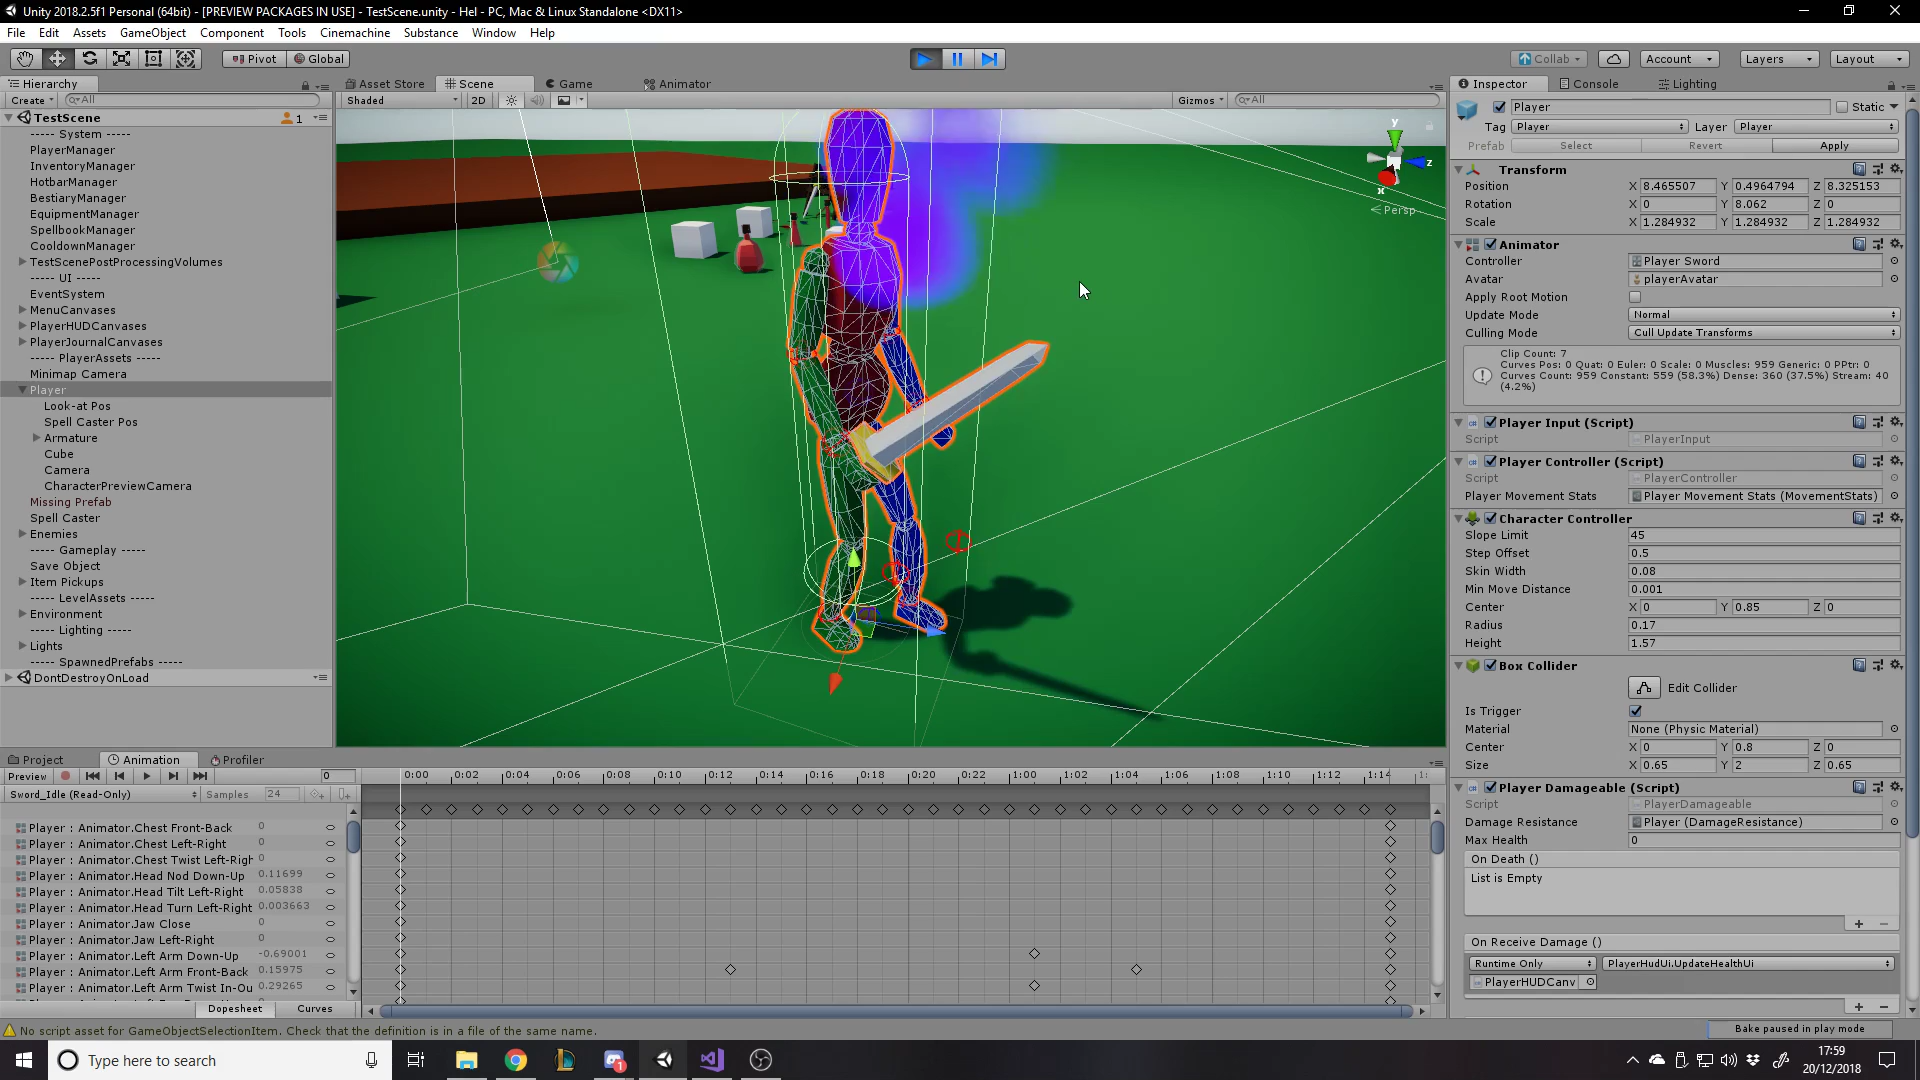 Unity 2018.2.5f1 Personal (64bit) - [PREVIEW PACKAGES IN USE] - TestScene.unity - Hel - PC, Mac & Linux Standalone <DX11>
File Edit Assets GameObject Component Tools Cinemachine Substance Window Help
Pivot Global Collab Account Layers Layout
Hierarchy
Create All
TestScene 1
----- System -----
PlayerManager
InventoryManager
HotbarManager
BestiaryManager
EquipmentManager
SpellbookManager
CooldownManager
TestScenePostProcessingVolumes
----- UI -----
EventSystem
MenuCanvases
PlayerHUDCanvases
PlayerJournalCanvases
----- PlayerAssets -----
Minimap Camera
Player
Look-at Pos
Spell Caster Pos
Armature
Cube
Camera
CharacterPreviewCamera
Missing Prefab
Spell Caster
Enemies
----- Gameplay -----
Save Object
Item Pickups
----- LevelAssets -----
Environment
----- Lighting -----
Lights
----- SpawnedPrefabs -----
DontDestroyOnLoad
Asset Store Scene Game Animator
Shaded 2D Gizmos All
y
z
x
Persp
Inspector Console Lighting
Player Static
Tag Player Layer Player
Prefab Select Revert Apply
Transform
Position X 8.465507 Y 0.4964794 Z 8.325153
Rotation X 0 Y 8.062 Z 0
Scale X 1.284932 Y 1.284932 Z 1.284932
Animator
Controller Player Sword
Avatar playerAvatar
Apply Root Motion
Update Mode Normal
Culling Mode Cull Update Transforms
Clip Count: 7
Curves Pos: 0 Quat: 0 Euler: 0 Scale: 0 Muscles: 959 Generic: 0 PPtr: 0
Curves Count: 959 Constant: 559 (58.3%) Dense: 360 (37.5%) Stream: 40
(4.2%)
Player Input (Script)
Script PlayerInput
Player Controller (Script)
Script PlayerController
Player Movement Stats Player Movement Stats (MovementStats)
Character Controller
Slope Limit 45
Step Offset 0.5
Skin Width 0.08
Min Move Distance 0.001
Center X 0 Y 0.85 Z 0
Radius 0.17
Height 1.57
Box Collider
Edit Collider
Is Trigger
Material None (Physic Material)
Center X 0 Y 0.8 Z 0
Size X 0.65 Y 2 Z 0.65
Player Damageable (Script)
Script PlayerDamageable
Damage Resistance Player (DamageResistance)
Max Health 0
On Death ()
List is Empty
On Receive Damage ()
Runtime Only PlayerHudUi.UpdateHealthUi
PlayerHUDCanv
Project Animation Profiler
Preview 0
0:00 0:02 0:04 0:06 0:08 0:10 0:12 0:14 0:16 0:18 0:20 0:22 1:00 1:02 1:04 1:06 1:08 1:10 1:12 1:14
Sword_Idle (Read-Only) Samples 24
Player : Animator.Chest Front-Back 0
Player : Animator.Chest Left-Right 0
Player : Animator.Chest Twist Left-Righ 0
Player : Animator.Head Nod Down-Up 0.11699
Player : Animator.Head Tilt Left-Right 0.05838
Player : Animator.Head Turn Left-Right 0.003663
Player : Animator.Jaw Close 0
Player : Animator.Jaw Left-Right 0
Player : Animator.Left Arm Down-Up -0.69001
Player : Animator.Left Arm Front-Back 0.15975
Player : Animator.Left Arm Twist In-Ou 0.29265
Dopesheet Curves
No script asset for GameObjectSelectionItem. Check that the definition is in a file of the same name.
Bake paused in play mode
Type here to search
1
17:59
20/12/2018